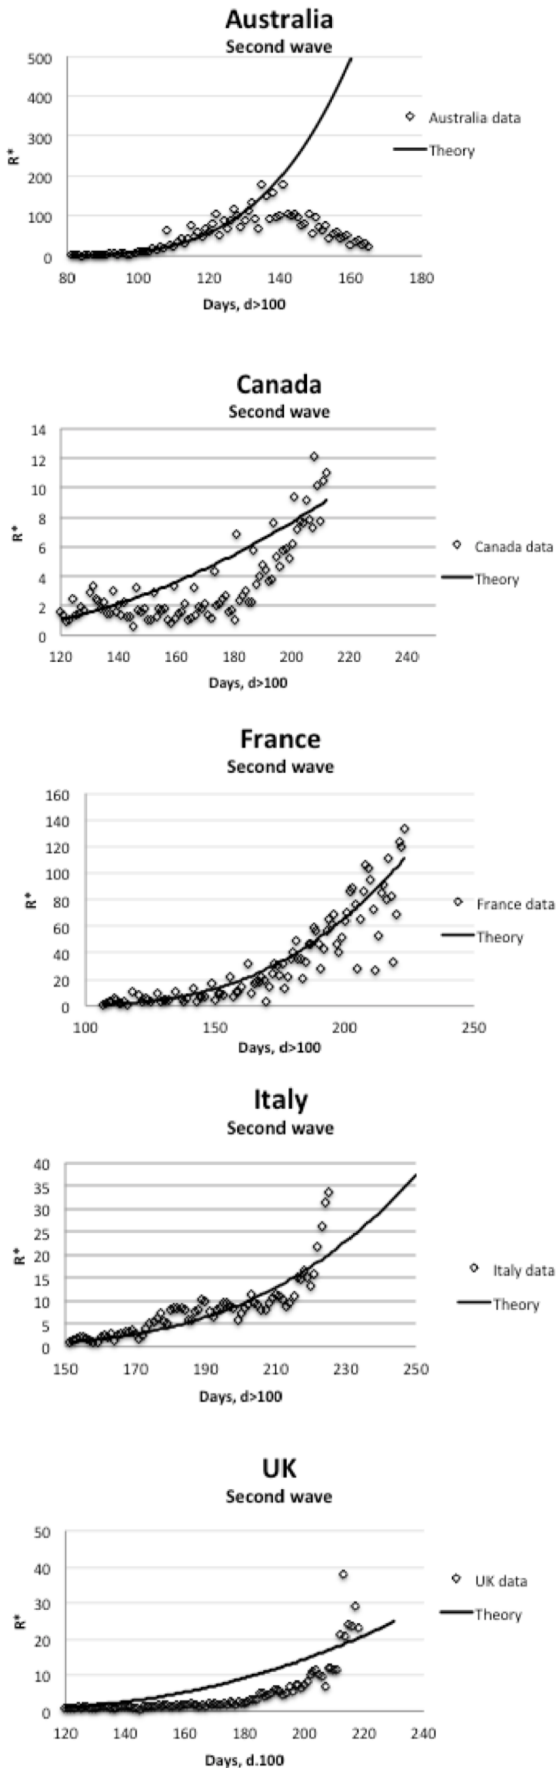 Australia
Second wave
500
400
300
200
100
0
R*
80 100 120 140 160 180
Days, d>100
Australia data
Theory
Canada
Second wave
14
12
10
8
6
4
2
0
R*
120 140 160 180 200 220 240
Days, d>100
Canada data
Theory
France
Second wave
160
140
120
100
80
60
40
20
0
R*
100 150 200 250
Days, d>100
France data
Theory
Italy
Second wave
40
35
30
25
20
15
10
5
0
R*
150 170 190 210 230 250
Days, d>100
Italy data
Theory
UK
Second wave
50
40
30
20
10
0
R*
120 140 160 180 200 220 240
Days, d.100
UK data
Theory